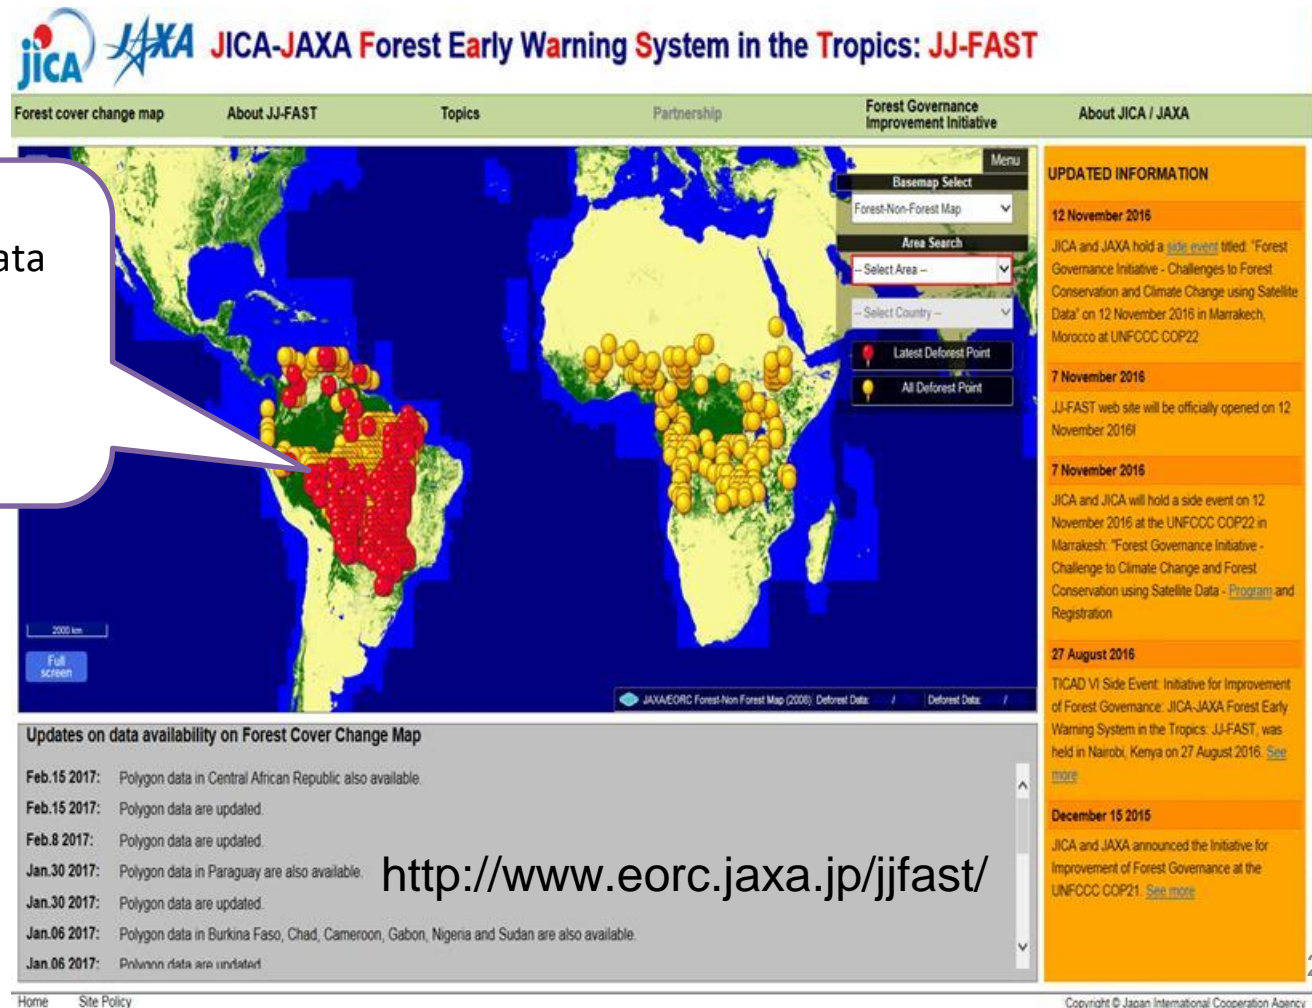 jICA JAXA JICA-JAXA Forest Early Warning System in the Tropics: JJ-FAST
Forest cover change map
About JJ-FAST
Topics
Partnership
Forest Governance
Improvement Initiative
About JICA / JAXA
ata
Menu
Basemap Select
Forest-Non-Forest Map
Area Search
-- Select Area --
-- Select Country --
Latest Deforest Point
All Deforest Point
2000 km
Full
screen
JAXA/EORC Forest-Non Forest Map (2008) Deforest Data: / Deforest Data: /
UPDATED INFORMATION
12 November 2016
JICA and JAXA hold a side event titled: "Forest
Governance Initiative - Challenges to Forest
Conservation and Climate Change using Satellite
Data" on 12 November 2016 in Marrakech,
Morocco at UNFCCC COP22
7 November 2016
JJ-FAST web site will be officially opened on 12
November 2016!
7 November 2016
JICA and JICA will hold a side event on 12
November 2016 at the UNFCCC COP22 in
Marrakesh: "Forest Governance Initiative -
Challenge to Climate Change and Forest
Conservation using Satellite Data - Program and
Registration
27 August 2016
TICAD VI Side Event: Initiative for Improvement
of Forest Governance: JICA-JAXA Forest Early
Warning System in the Tropics: JJ-FAST, was
held in Nairobi, Kenya on 27 August 2016. See
more
December 15 2015
JICA and JAXA announced the Initiative for
Improvement of Forest Governance at the
UNFCCC COP21. See more
Updates on data availability on Forest Cover Change Map
Feb.15 2017: Polygon data in Central African Republic also available.
Feb.15 2017: Polygon data are updated.
Feb.8 2017: Polygon data are updated.
Jan.30 2017: Polygon data in Paraguay are also available.
http://www.eorc.jaxa.jp/jjfast/
Jan.30 2017: Polygon data are updated.
Jan.06 2017: Polygon data in Burkina Faso, Chad, Cameroon, Gabon, Nigeria and Sudan are also available.
Jan.06 2017: Polygon data are updated
2
Home Site Policy
Copyright © Japan International Cooperation Agency